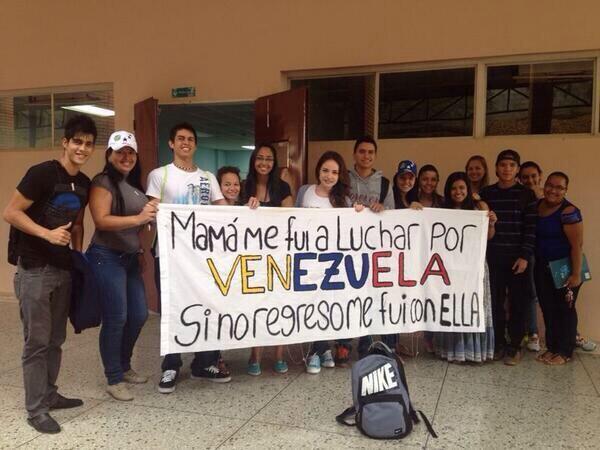 Mamá me fui a Luchar por
VENEZUELA
Si no regreso me fui con ELLA
NIKE